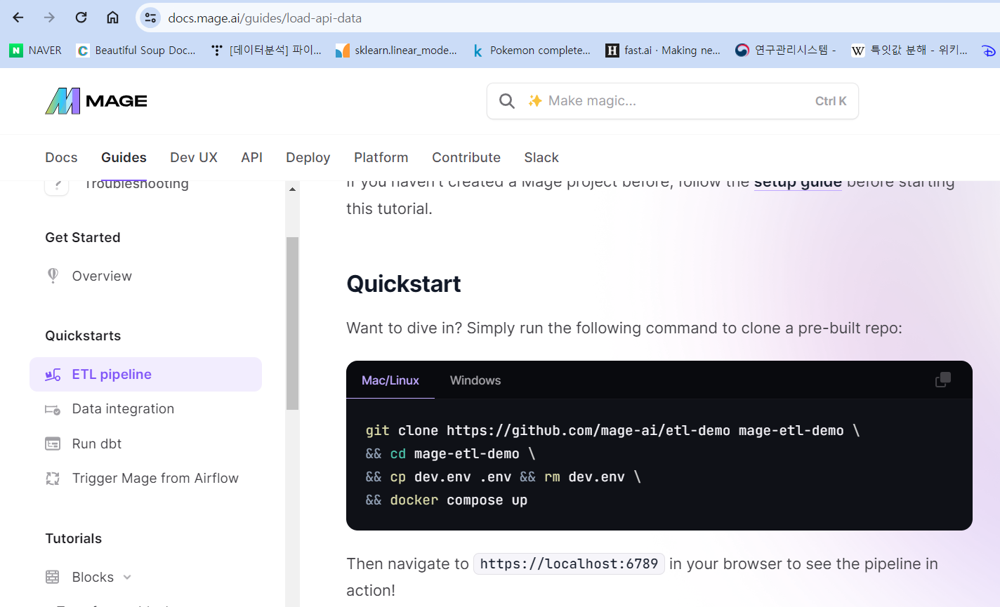 docs.mage.ai/guides/load-api-data
NAVER
Beautiful Soup Doc...
[데이터분석] 파이...
sklearn.linear_mode...
Pokemon complete...
fast.ai · Making ne...
연구관리시스템 -
특잇값 분해 - 위키...
MAGE
✨ Make magic...
Ctrl K
Docs
Guides
Dev UX
API
Deploy
Platform
Contribute
Slack
Troubleshooting
Get Started
Overview
Quickstarts
ETL pipeline
Data integration
Run dbt
Trigger Mage from Airflow
Tutorials
Blocks
If you haven't created a Mage project before, follow the setup guide before starting
this tutorial.
Quickstart
Want to dive in? Simply run the following command to clone a pre-built repo:
Mac/Linux
Windows
git clone https://github.com/mage-ai/etl-demo mage-etl-demo \
&& cd mage-etl-demo \
&& cp dev.env .env && rm dev.env \
&& docker compose up
Then navigate to https://localhost:6789 in your browser to see the pipeline in
action!